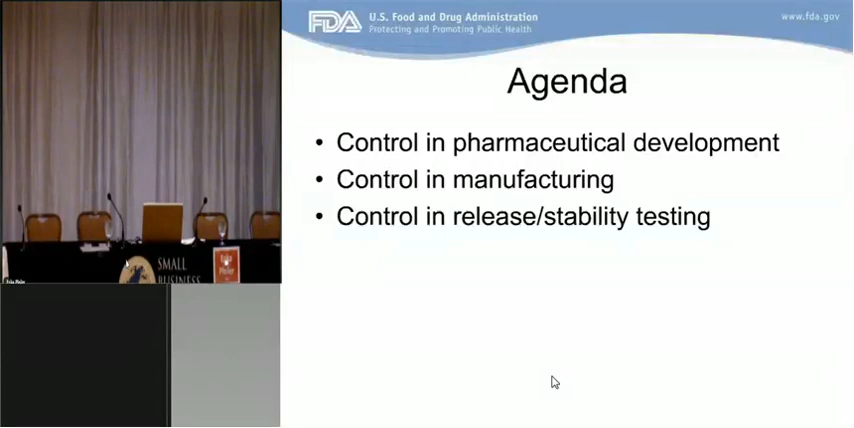 FDA
U.S. Food and Drug Administration
Protecting and Promoting Public Health
www.fda.gov
Agenda
• Control in pharmaceutical development
• Control in manufacturing
• Control in release/stability testing
SMALL
BUSINESS